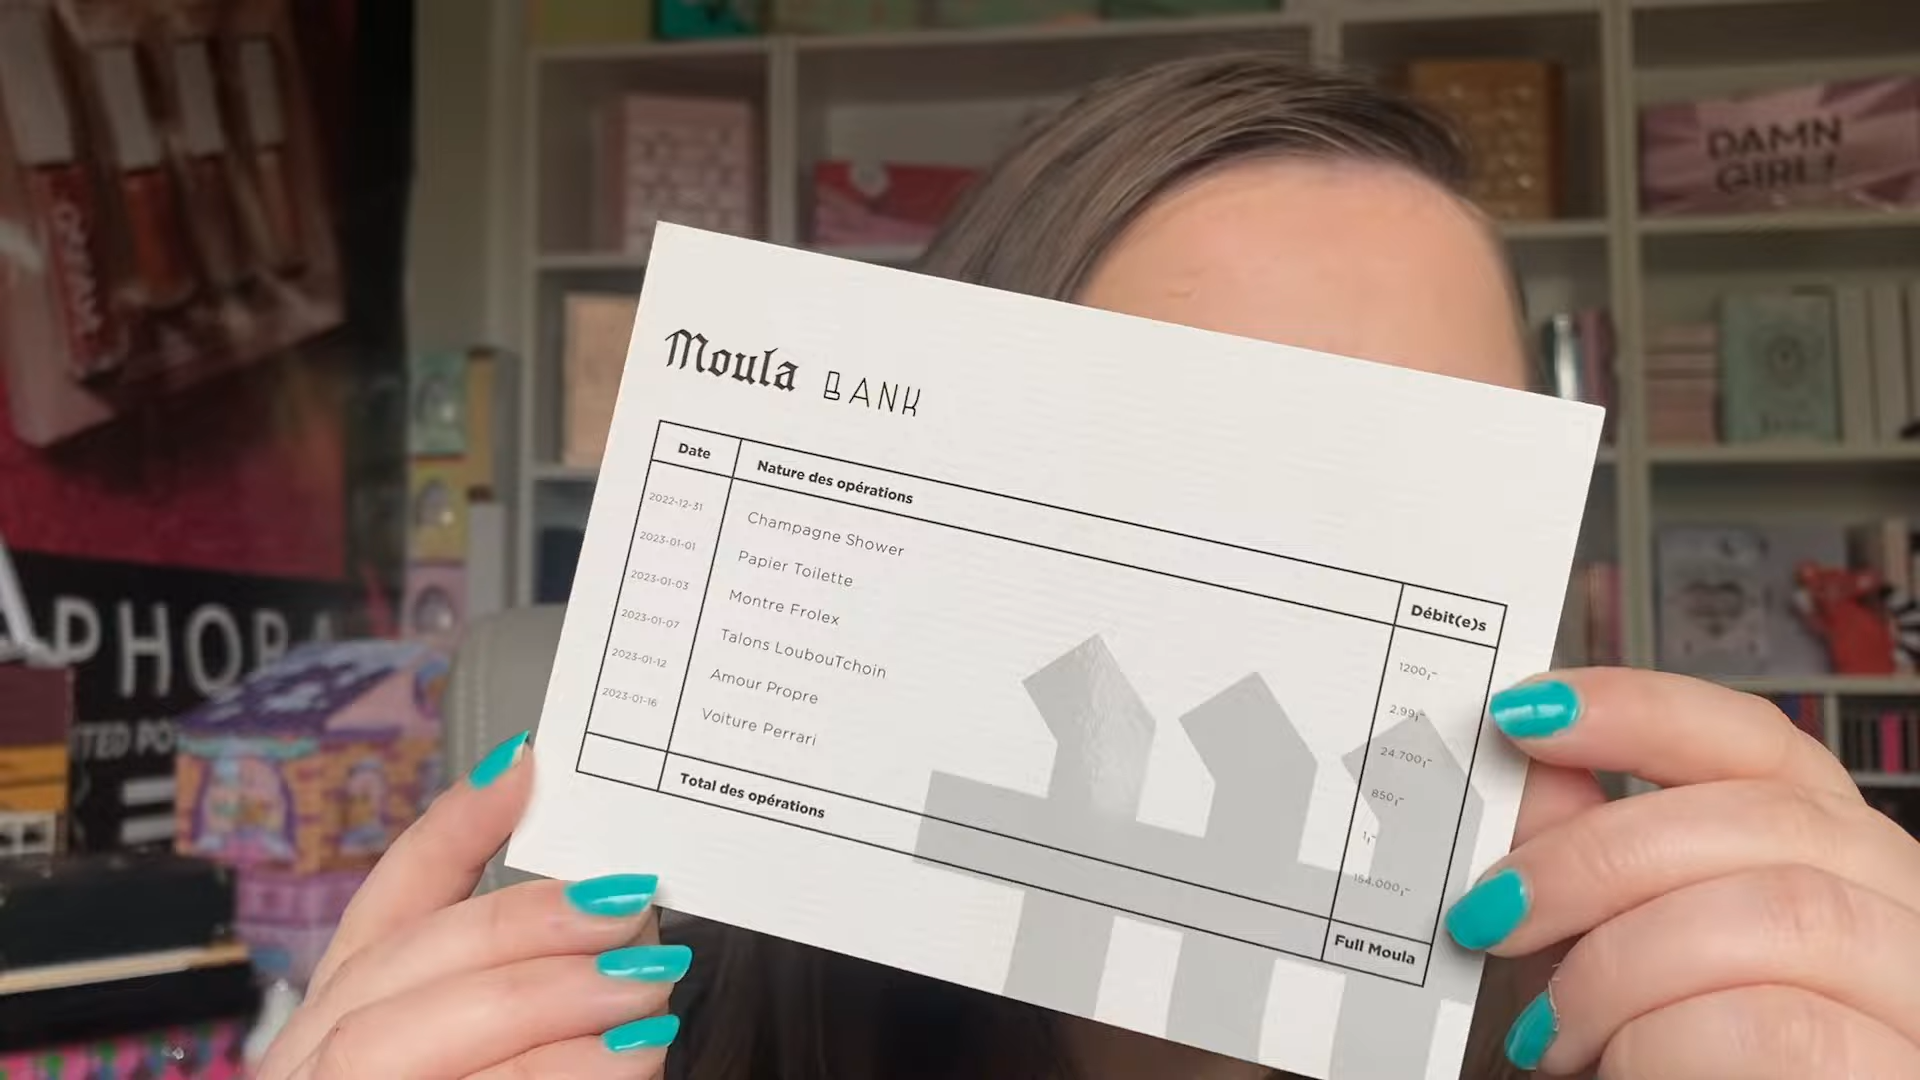 DAMN
GIRL!
Moula BANK
Date Nature des opérations Débit(e)s
2022-12-31 Champagne Shower 1200,-
2023-01-01 Papier Toilette 2.99,-
2023-01-03 Montre Frolex 24.700,-
2023-01-07 Talons LoubouTchoin 850,-
2023-01-12 Amour Propre 1,-
2023-01-16 Voiture Perrari 154.000,-
Total des opérations Full Moula